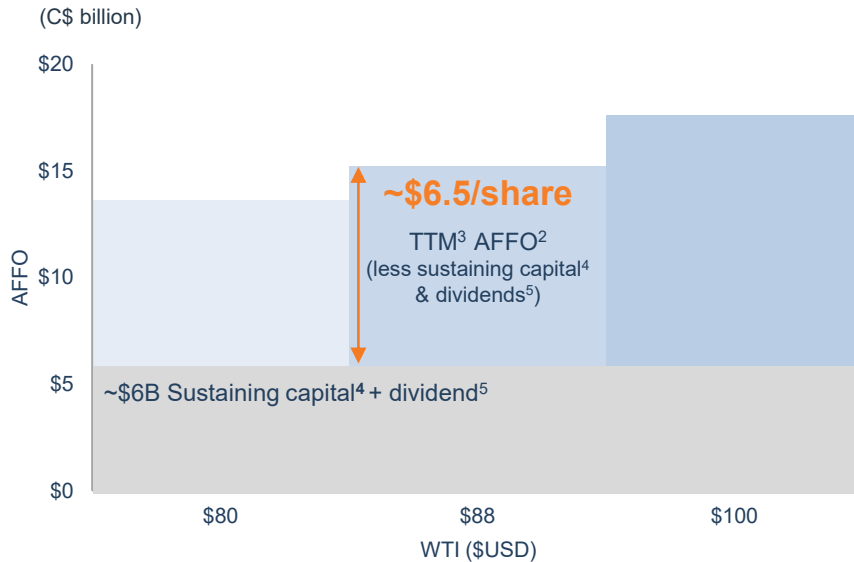 (C$ billion)
$20
$15
$10
$5
$0
AFFO
~$6.5/share
TTM³ AFFO²
(less sustaining capital⁴
& dividends⁵)
~$6B Sustaining capital⁴ + dividend⁵
$80
$88
$100
WTI ($USD)